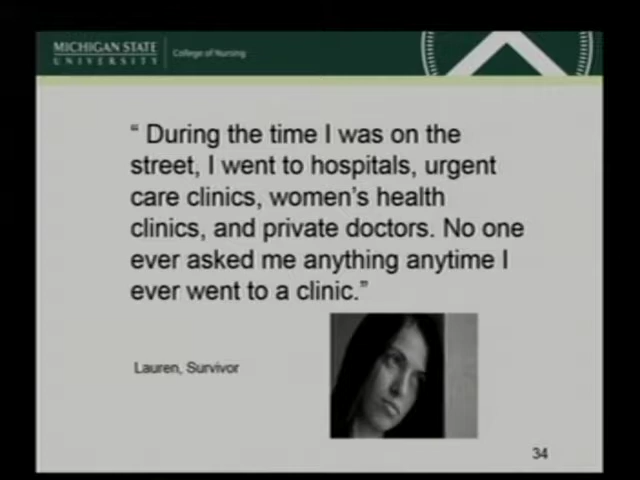 MICHIGAN STATE
UNIVERSITY
College of Nursing
“ During the time I was on the
street, I went to hospitals, urgent
care clinics, women’s health
clinics, and private doctors. No one
ever asked me anything anytime I
ever went to a clinic.”
Lauren, Survivor
34